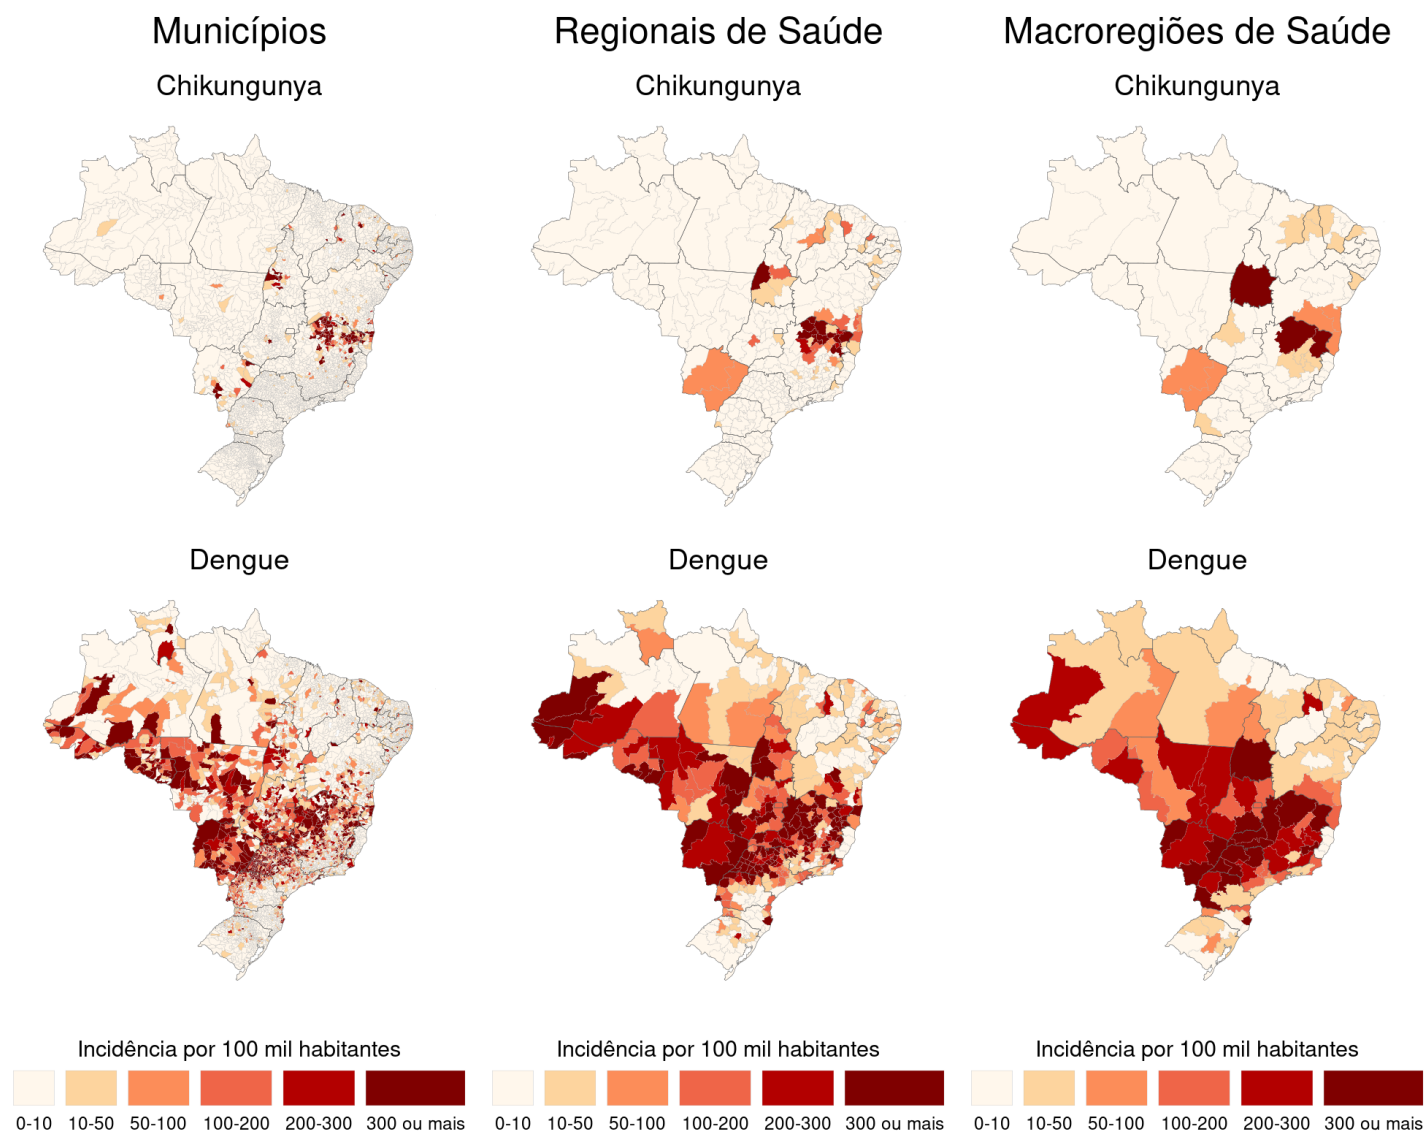 Municípios
Regionais de Saúde
Macroregiões de Saúde
Chikungunya
Chikungunya
Chikungunya
Dengue
Dengue
Dengue
Incidência por 100 mil habitantes
Incidência por 100 mil habitantes
Incidência por 100 mil habitantes
0-10 10-50 50-100 100-200 200-300 300 ou mais
0-10 10-50 50-100 100-200 200-300 300 ou mais
0-10 10-50 50-100 100-200 200-300 300 ou mais